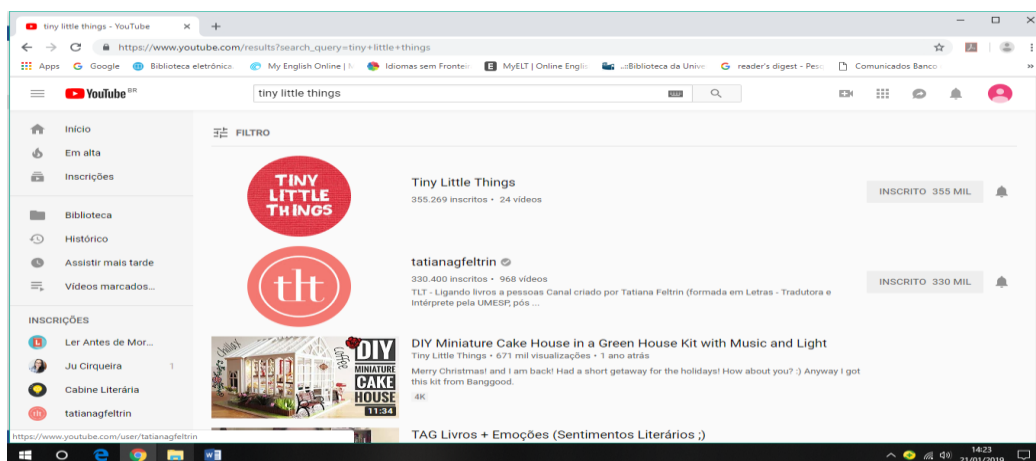 tiny little things - YouTube
https://www.youtube.com/results?search_query=tiny+little+things
Apps Google Biblioteca eletrônica. My English Online | Idiomas sem Frontei MyELT | Online Englis ..::Biblioteca da Unive reader's digest - Pesq Comunicados Banco »
YouTube BR
tiny little things
Início
Em alta
Inscrições
Biblioteca
Histórico
Assistir mais tarde
Vídeos marcados...
INSCRIÇÕES
Ler Antes de Mor...
Ju Cirqueira 1
Cabine Literária
tatianagfeltrin
https://www.youtube.com/user/tatianagfeltrin
FILTRO
TINY
LITTLE
THINGS
Tiny Little Things
355.269 inscritos • 24 vídeos
INSCRITO 355 MIL
tlt
tatianagfeltrin
330.400 inscritos • 968 vídeos
TLT - Ligando livros a pessoas Canal criado por Tatiana Feltrin (formada em Letras - Tradutora e
Intérprete pela UMESP, pós ...
INSCRITO 330 MIL
Chillax
Coffee
DIY
MINIATURE
CAKE
HOUSE
11:34
DIY Miniature Cake House in a Green House Kit with Music and Light
Tiny Little Things • 671 mil visualizações • 1 ano atrás
Merry Christmas! and I am back! Had a short getaway for the holidays! How about you? :) Anyway I got
this kit from Banggood.
4K
TAG Livros + Emoções (Sentimentos Literários ;)
14:23
21/01/2019